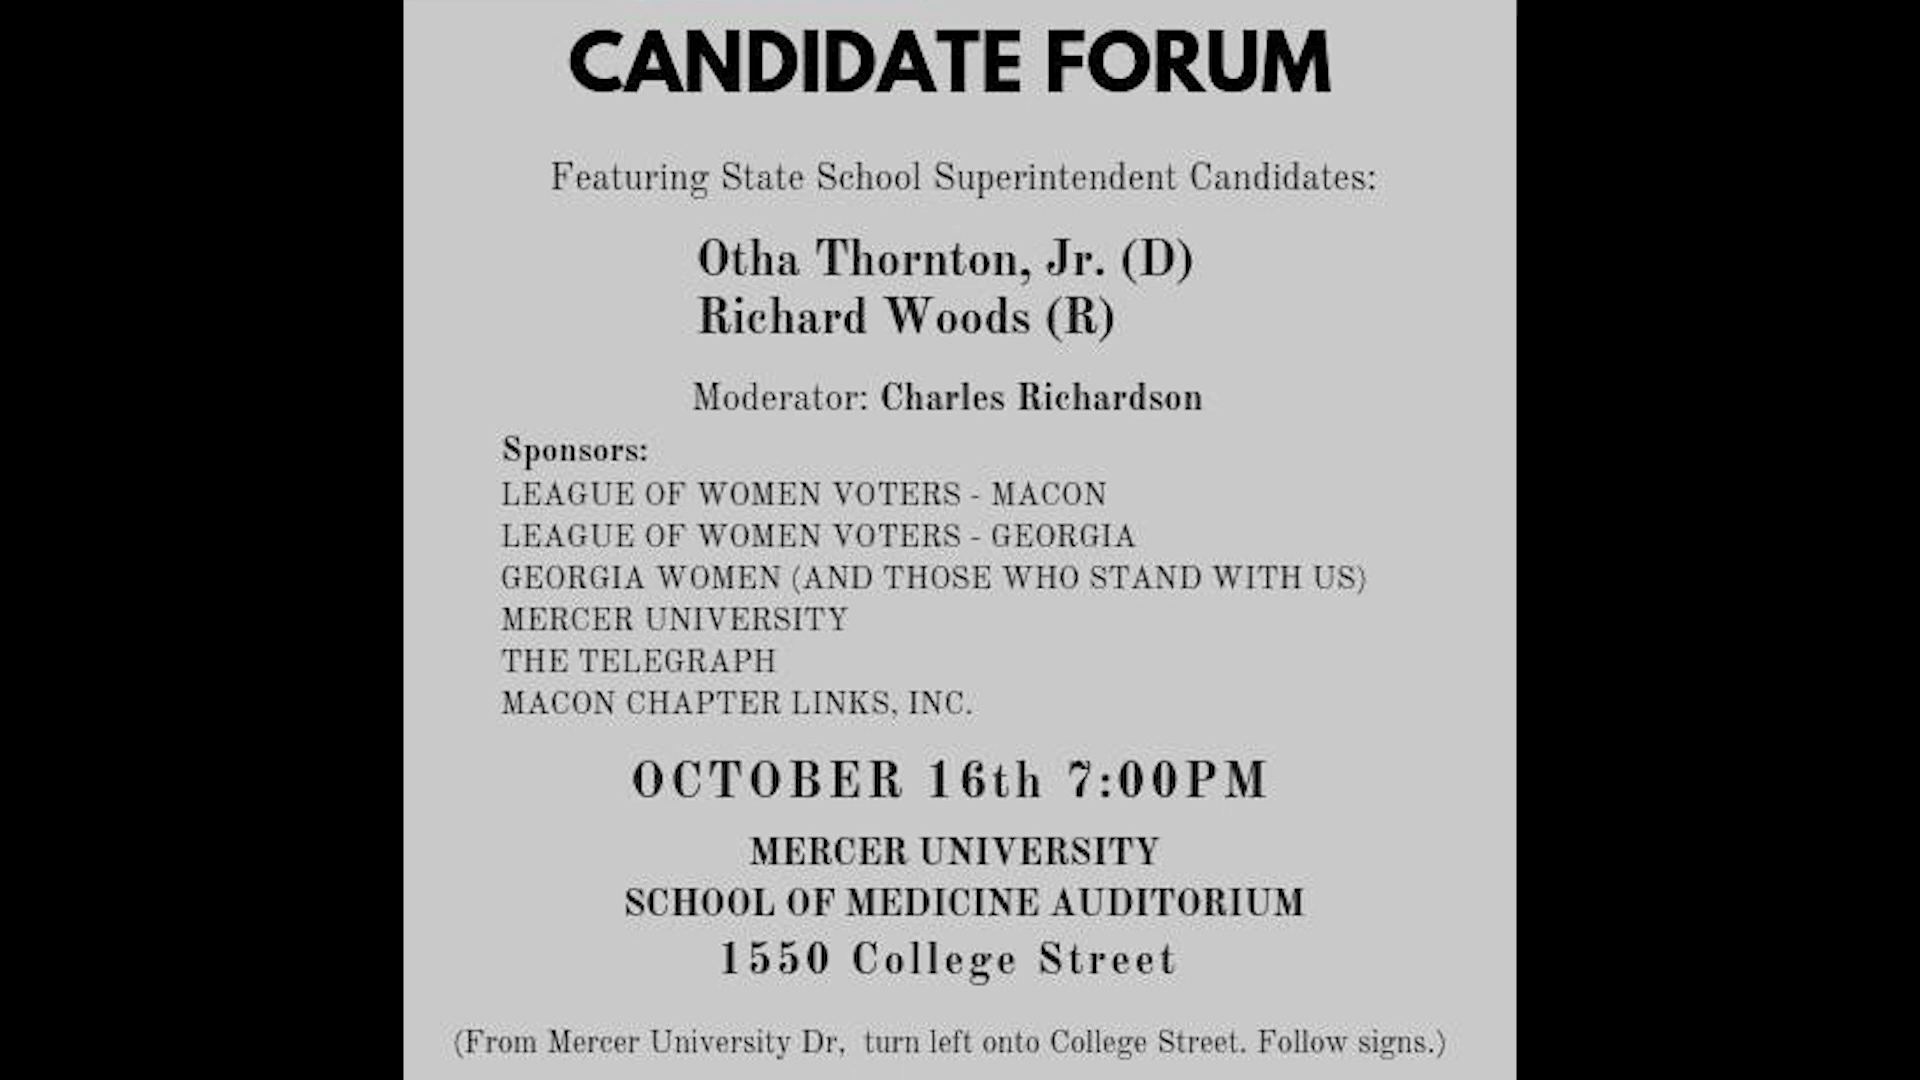 CANDIDATE FORUM
Featuring State School Superintendent Candidates:
Otha Thornton, Jr. (D)
Richard Woods (R)
Moderator: Charles Richardson
Sponsors:
LEAGUE OF WOMEN VOTERS - MACON
LEAGUE OF WOMEN VOTERS - GEORGIA
GEORGIA WOMEN (AND THOSE WHO STAND WITH US)
MERCER UNIVERSITY
THE TELEGRAPH
MACON CHAPTER LINKS, INC.
OCTOBER 16th 7:00PM
MERCER UNIVERSITY
SCHOOL OF MEDICINE AUDITORIUM
1550 College Street
(From Mercer University Dr, turn left onto College Street. Follow signs.)